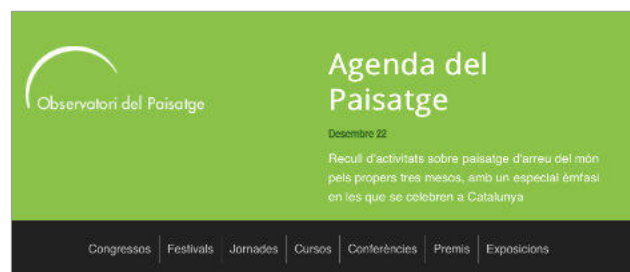 Observatori del Paisatge
Agenda del
Paisatge
Desembre 22
Recull d'activitats sobre paisatge d'arreu del món
pels propers tres mesos, amb un especial èmfasi
en les que se celebren a Catalunya
Congressos Festivals Jornades Cursos Conferències Premis Exposicions